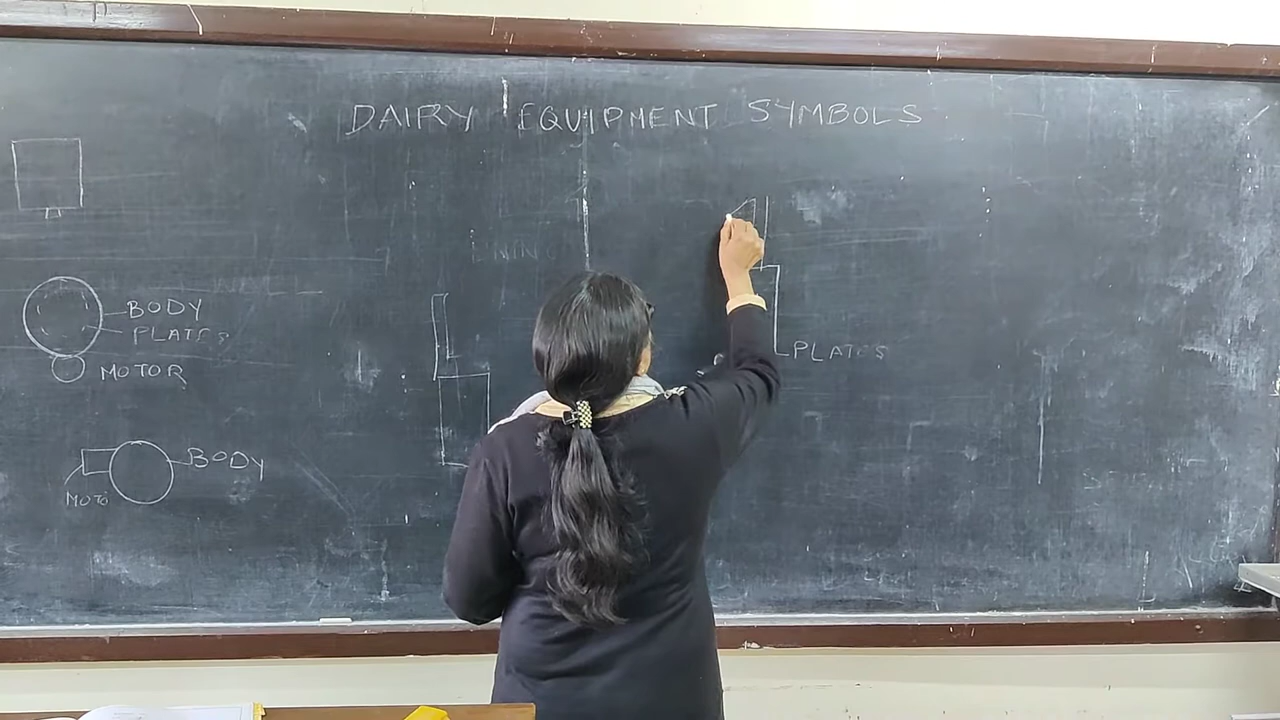 DAIRY EQUIPMENT SYMBOLS
BODY
PLATES
MOTOR
BODY
MOTO
PLATES